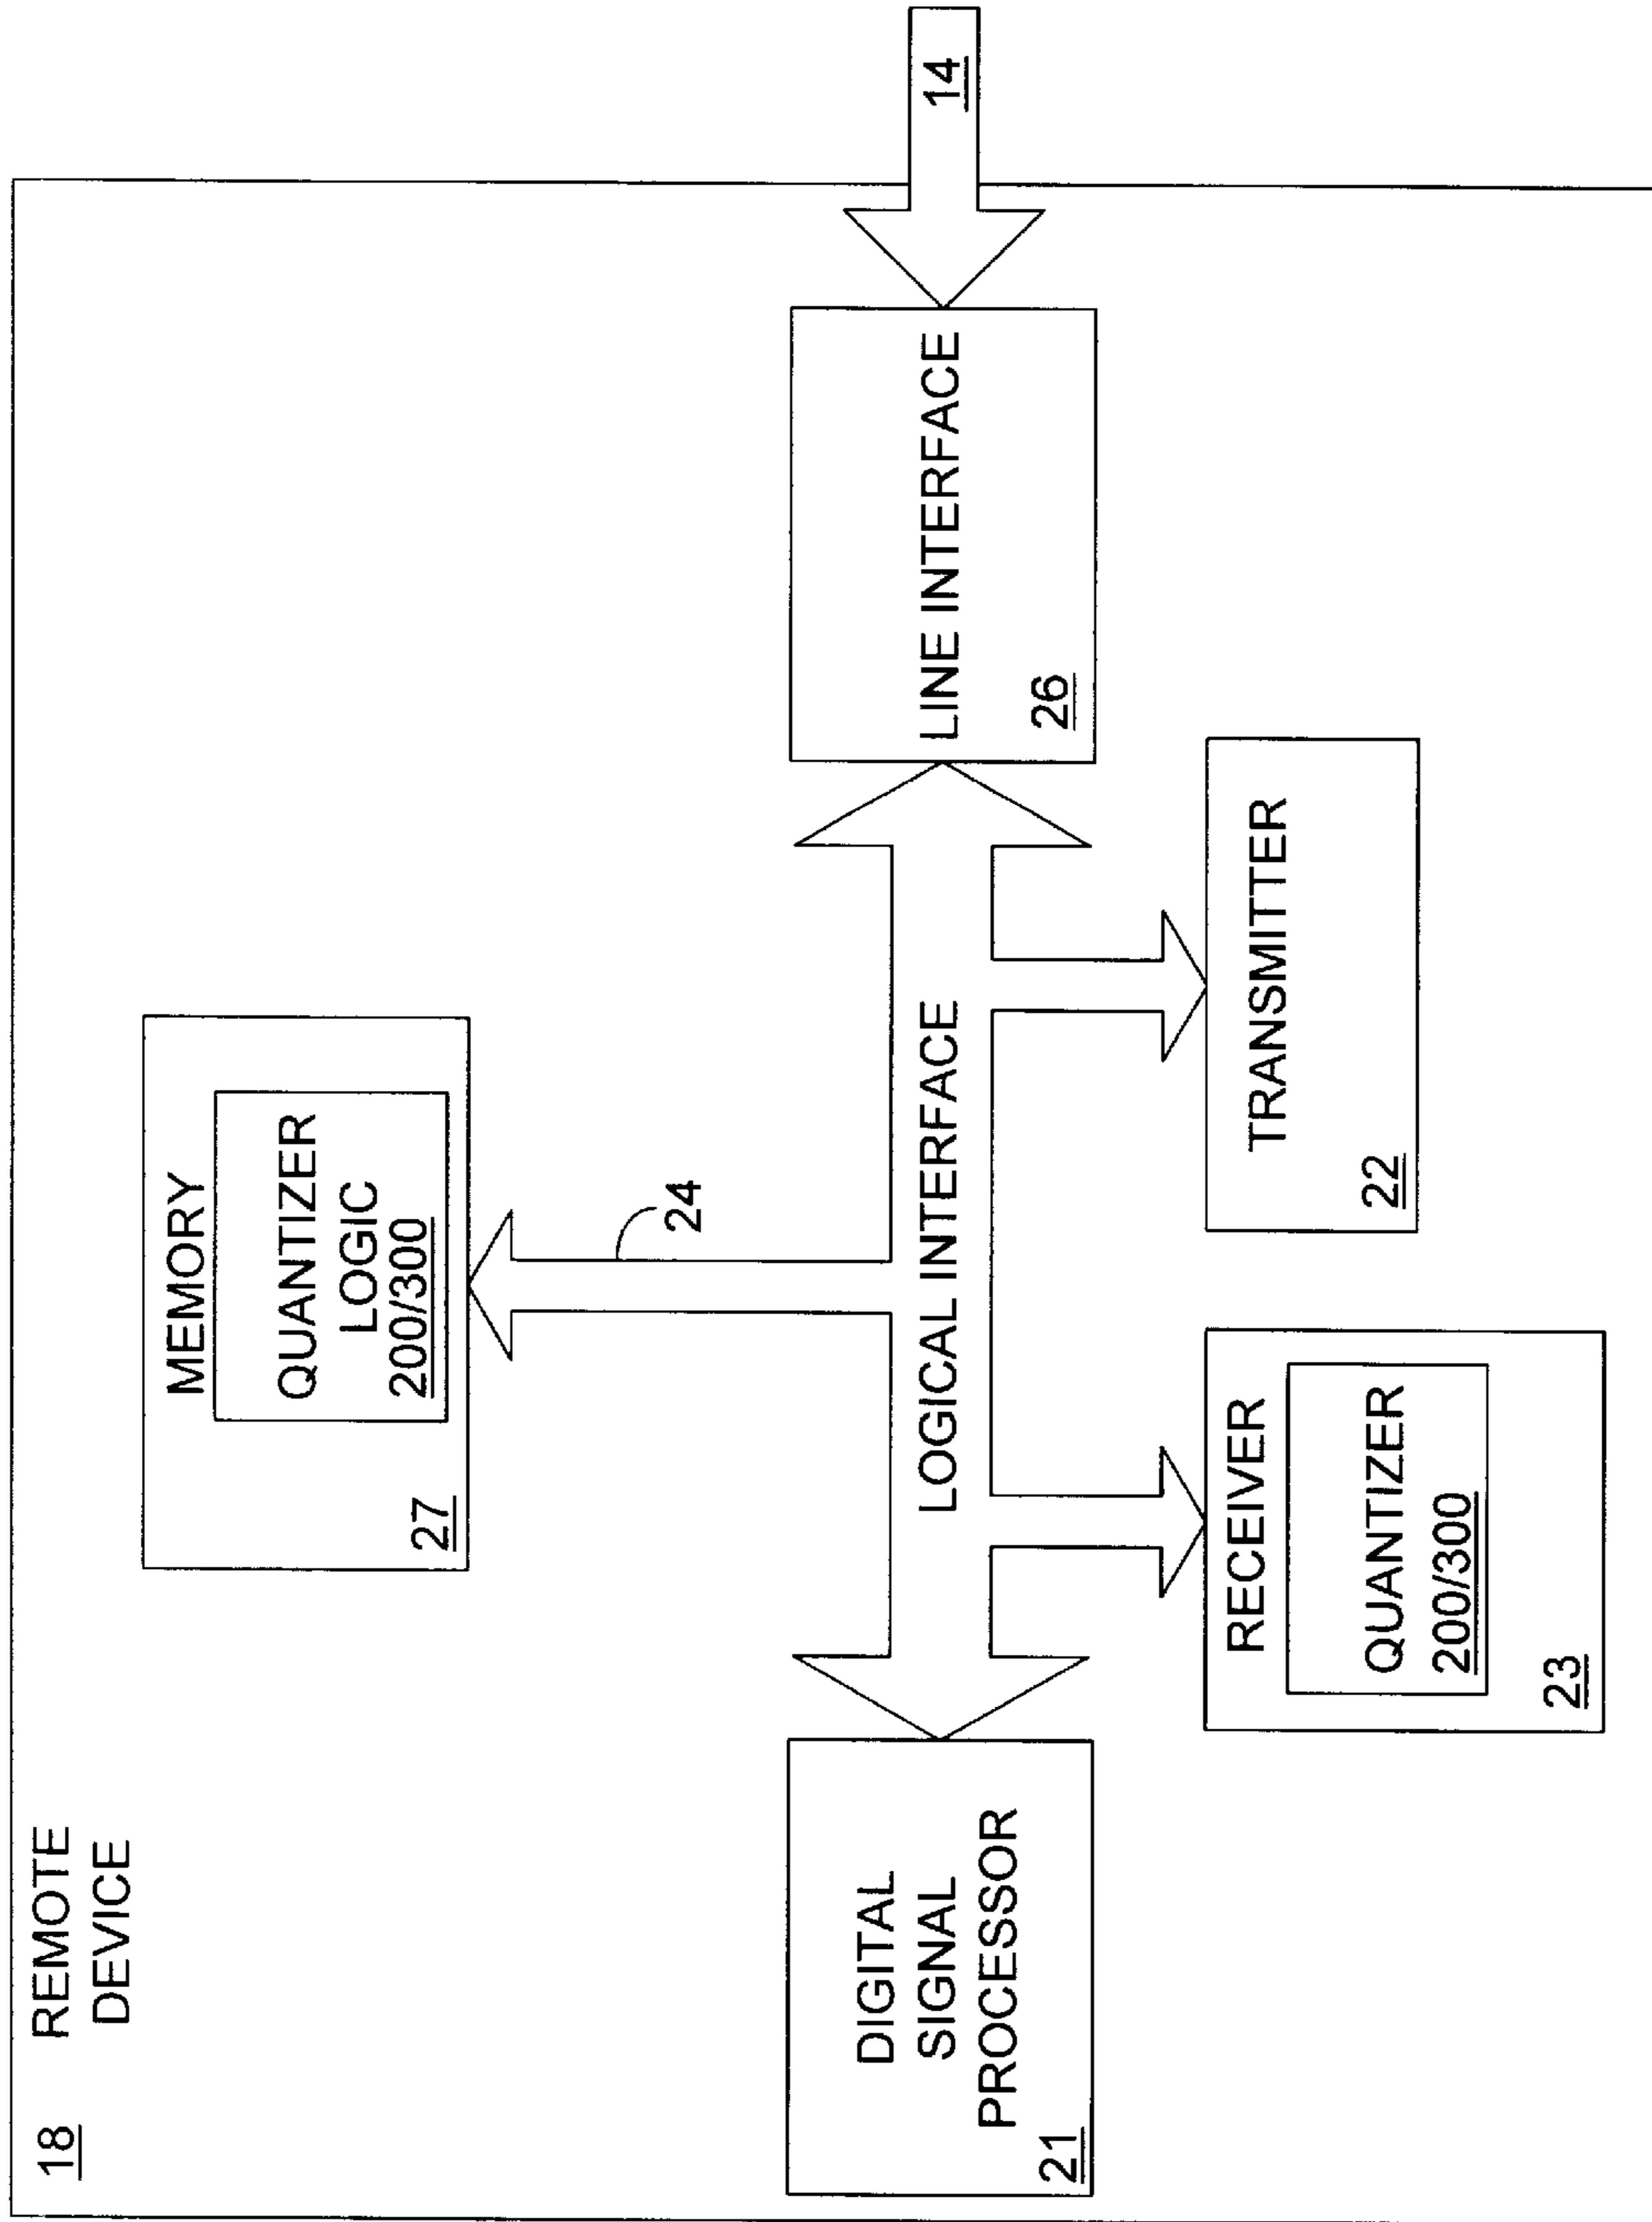 18 REMOTE
DEVICE
MEMORY
QUANTIZER
LOGIC
200/300
27
24
DIGITAL
SIGNAL
PROCESSOR
21
LOGICAL INTERFACE
LINE INTERFACE
26
14
RECEIVER
QUANTIZER
200/300
23
TRANSMITTER
22